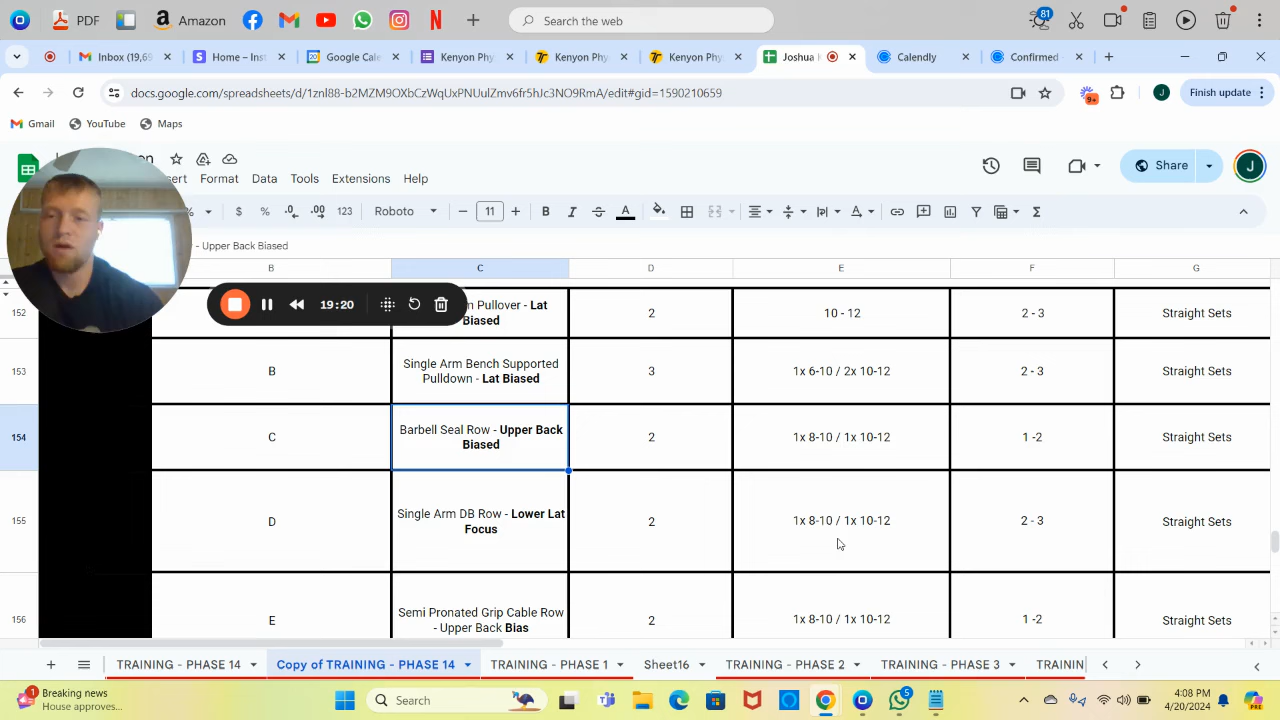 PDF
Amazon
Search the web
81
Inbox (19,6
Home – Inst
Google Cale
Kenyon Phy
Kenyon Phy
Kenyon Phy
Joshua
Calendly
Confirmed
docs.google.com/spreadsheets/d/1znl88-b2MZM9OXbCzWqUxPNUulZmv6fr5hJc3NO9RmA/edit#gid=1590210659
9+
J
Finish update
Gmail
YouTube
Maps
Format
Data
Tools
Extensions
Help
Share
J
%
$
%
.0
.00
123
Roboto
11
B
I
S
A
- Upper Back Biased
B
C
D
E
F
G
19:20
152
Pullover - Lat
Biased
2
10 - 12
2 - 3
Straight Sets
153
B
Single Arm Bench Supported
Pulldown - Lat Biased
3
1x 6-10 / 2x 10-12
2 - 3
Straight Sets
154
C
Barbell Seal Row - Upper Back
Biased
2
1x 8-10 / 1x 10-12
1 -2
Straight Sets
155
D
Single Arm DB Row - Lower Lat
Focus
2
1x 8-10 / 1x 10-12
2 - 3
Straight Sets
156
E
Semi Pronated Grip Cable Row
- Upper Back Bias
2
1x 8-10 / 1x 10-12
1 -2
Straight Sets
TRAINING - PHASE 14
Copy of TRAINING - PHASE 14
TRAINING - PHASE 1
Sheet16
TRAINING - PHASE 2
TRAINING - PHASE 3
TRAININ
1
Breaking news
House approves...
Search
5
4:08 PM
4/20/2024
PRE